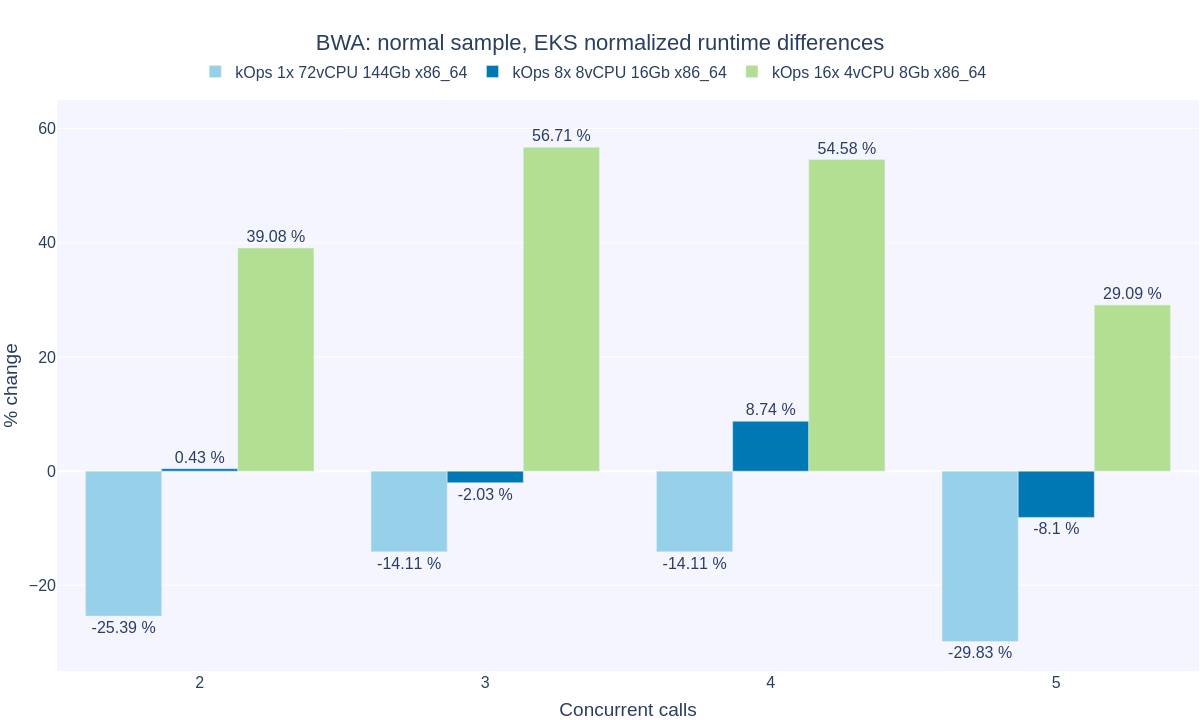 BWA: normal sample, EKS normalized runtime differences
kOps 1x 72vCPU 144Gb x86_64 kOps 8x 8vCPU 16Gb x86_64 kOps 16x 4vCPU 8Gb x86_64
60
56.71 %
54.58 %
40
39.08 %
29.09 %
% change
20
8.74 %
0.43 %
0
-2.03 %
-8.1 %
-14.11 % -14.11 %
−20
-25.39 %
-29.83 %
2 3 4 5
Concurrent calls